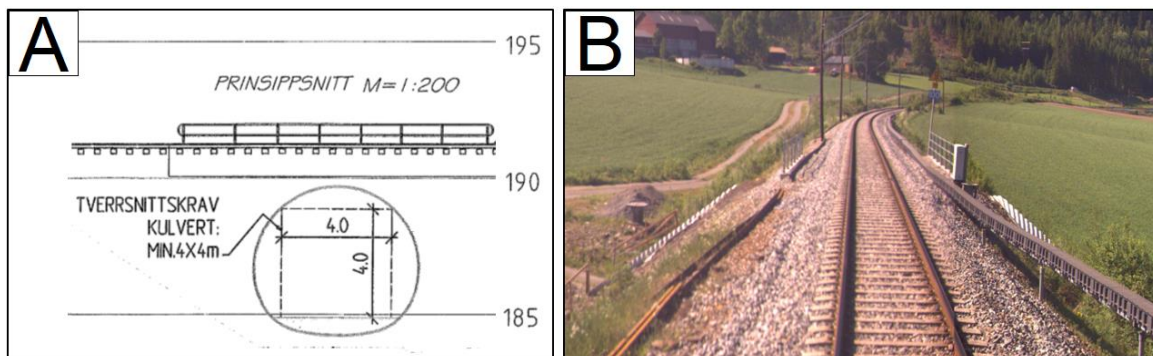 A
195
PRINSIPPSNITT M=1:200
190
TVERRSNITTSKRAV
KULVERT:
MIN.4X4m
4.0
4.0
185
B